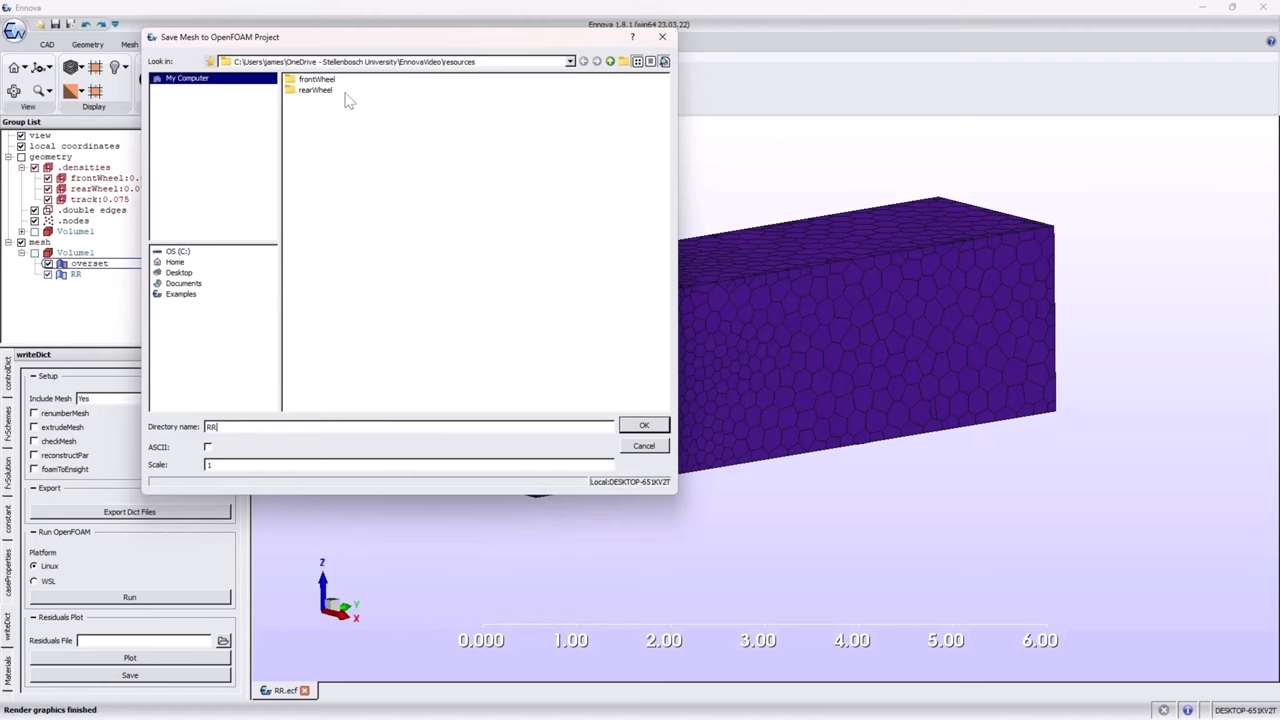 Ennova
Ennova 1.8.1 (win64 23.03.22)
CAD Geometry Mesh
View
Display
Group List
view
local coordinates
geometry
.densities
frontWheel:0.
rearWheel:0.0
track:0.075
.double edges
.nodes
Volume1
mesh
Volume1
overset
RR
Save Mesh to OpenFOAM Project
?
Look in:
C:\Users\james\OneDrive - Stellenbosch University\EnnovaVideo\resources
My Computer
frontWheel
rearWheel
OS (C:)
Home
Desktop
Documents
Examples
Directory name:
RR
OK
ASCII:
Cancel
Scale:
1
Local:DESKTOP-651KV2T
writeDict
Setup
Include Mesh
Yes
renumberMesh
extrudeMesh
checkMesh
reconstructPar
foamToEnsight
Export
Export Dict Files
Run OpenFOAM
Platform
Linux
WSL
Run
Residuals Plot
Residuals File
Plot
Save
controlDict
fvSchemes
fvSolution
constant
caseProperties
writeDict
Materials
Z
Y
X
0.000 1.00 2.00 3.00 4.00 5.00 6.00
RR.ecf
Render graphics finished
DESKTOP-651KV2T